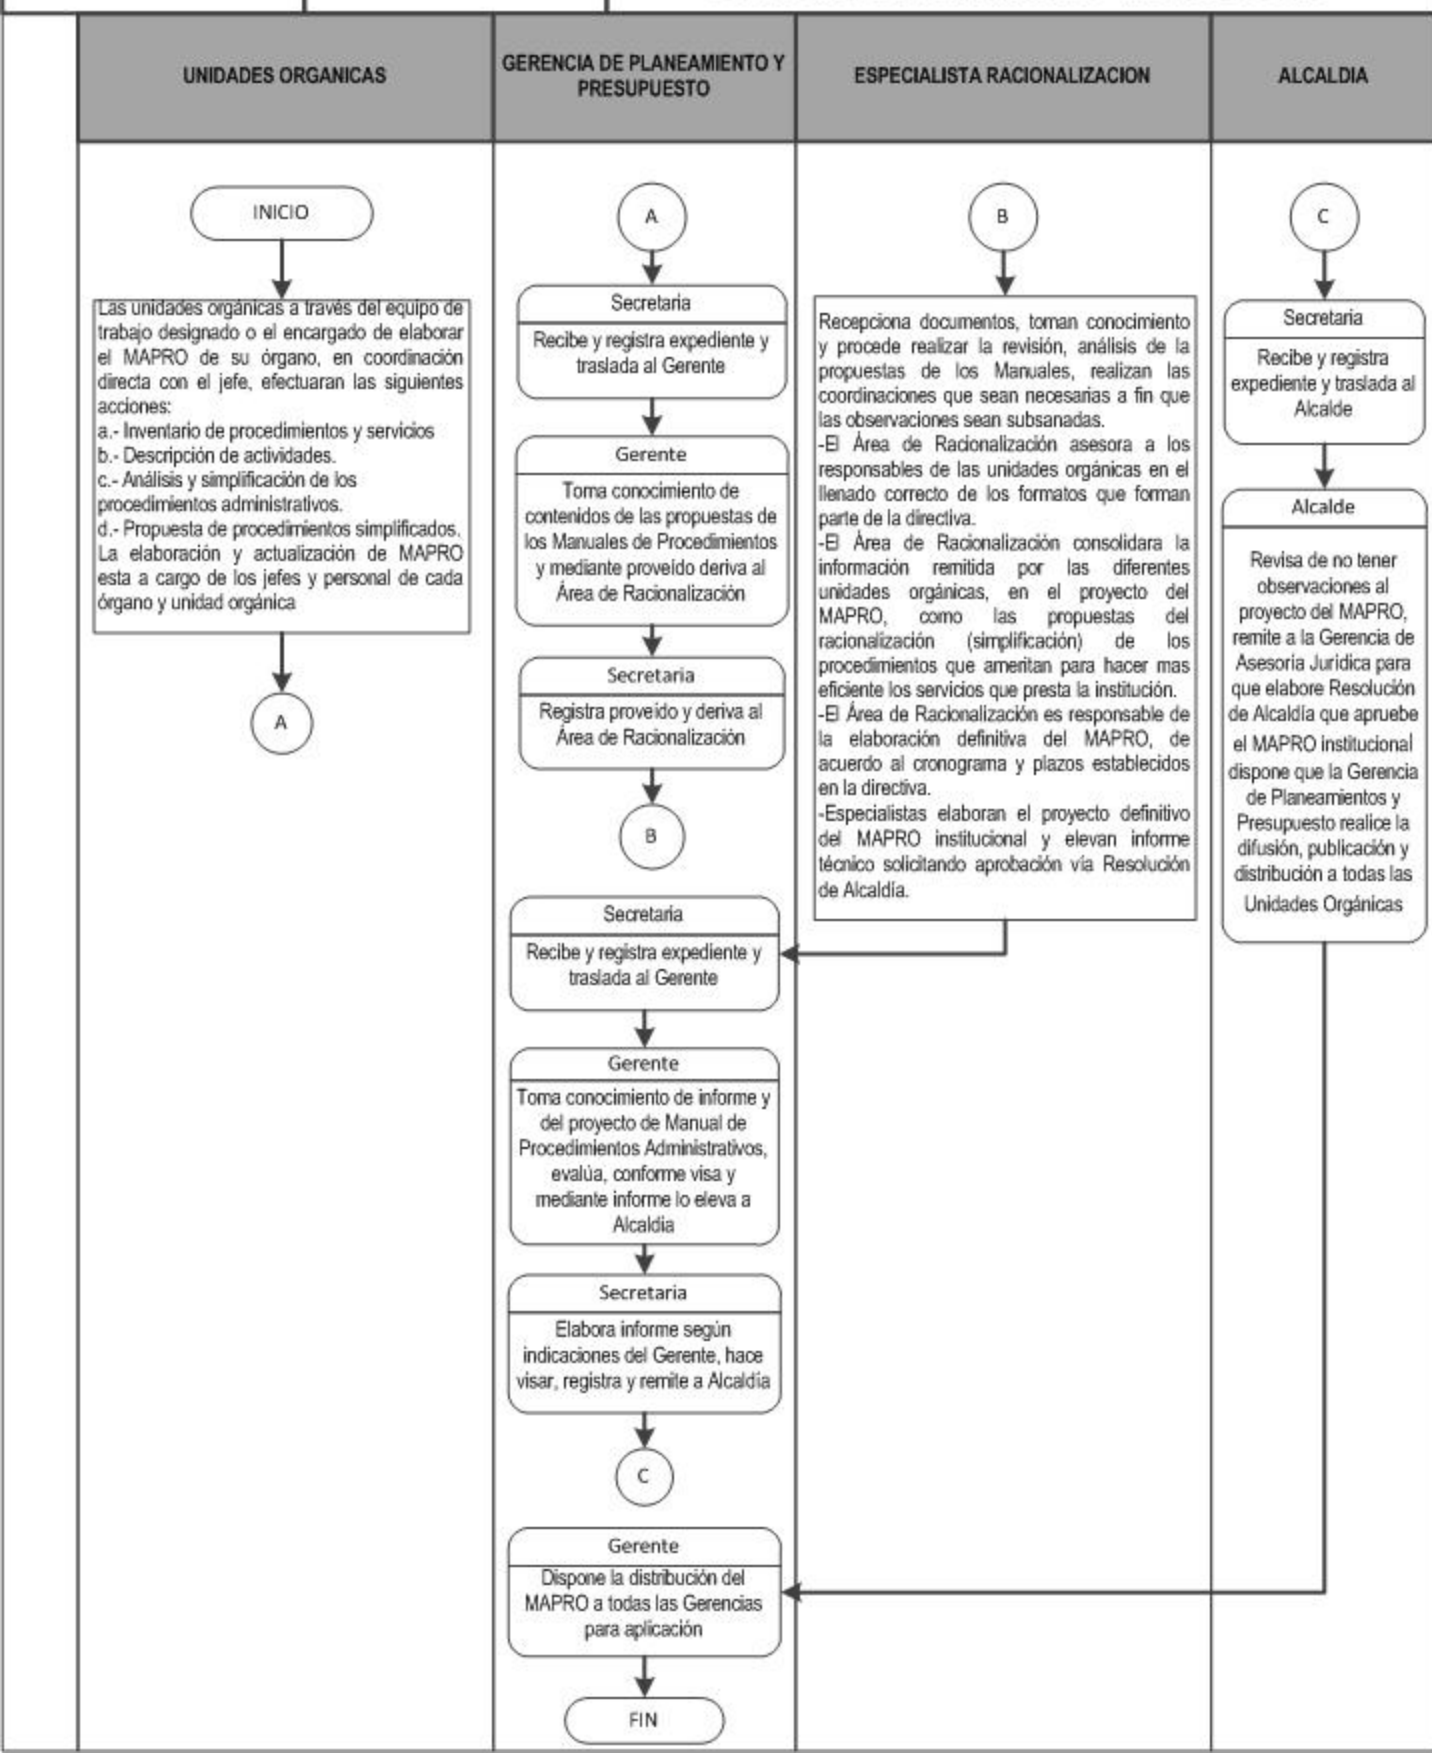 UNIDADES ORGANICAS
GERENCIA DE PLANEAMIENTO Y
PRESUPUESTO
ESPECIALISTA RACIONALIZACION
ALCALDIA
INICIO
Las unidades orgánicas a través del equipo de
trabajo designado o el encargado de elaborar
el MAPRO de su órgano, en coordinación
directa con el jefe, efectuaran las siguientes
acciones:
a.- Inventario de procedimientos y servicios
b.- Descripción de actividades.
c.- Análisis y simplificación de los
procedimientos administrativos.
d.- Propuesta de procedimientos simplificados.
La elaboración y actualización de MAPRO
esta a cargo de los jefes y personal de cada
órgano y unidad orgánica
A
A
Secretaria
Recibe y registra expediente y
traslada al Gerente
Gerente
Toma conocimiento de
contenidos de las propuestas de
los Manuales de Procedimientos
y mediante proveído deriva al
Área de Racionalización
Secretaria
Registra proveído y deriva al
Área de Racionalización
B
Secretaria
Recibe y registra expediente y
traslada al Gerente
Gerente
Toma conocimiento de informe y
del proyecto de Manual de
Procedimientos Administrativos,
evalúa, conforme visa y
mediante informe lo eleva a
Alcaldía
Secretaria
Elabora informe según
indicaciones del Gerente, hace
visar, registra y remite a Alcaldía
C
Gerente
Dispone la distribución del
MAPRO a todas las Gerencias
para aplicación
FIN
B
Recepciona documentos, toman conocimiento
y procede realizar la revisión, análisis de la
propuestas de los Manuales, realizan las
coordinaciones que sean necesarias a fin que
las observaciones sean subsanadas.
-El Área de Racionalización asesora a los
responsables de las unidades orgánicas en el
llenado correcto de los formatos que forman
parte de la directiva.
-El Área de Racionalización consolidara la
información remitida por las diferentes
unidades orgánicas, en el proyecto del
MAPRO, como las propuestas del
racionalización (simplificación) de los
procedimientos que ameritan para hacer mas
eficiente los servicios que presta la institución.
-El Área de Racionalización es responsable de
la elaboración definitiva del MAPRO, de
acuerdo al cronograma y plazos establecidos
en la directiva.
-Especialistas elaboran el proyecto definitivo
del MAPRO institucional y elevan informe
técnico solicitando aprobación vía Resolución
de Alcaldía.
C
Secretaria
Recibe y registra
expediente y traslada al
Alcalde
Alcalde
Revisa de no tener
observaciones al
proyecto del MAPRO,
remite a la Gerencia de
Asesoría Jurídica para
que elabore Resolución
de Alcaldía que apruebe
el MAPRO institucional
dispone que la Gerencia
de Planeamientos y
Presupuesto realice la
difusión, publicación y
distribución a todas las
Unidades Orgánicas